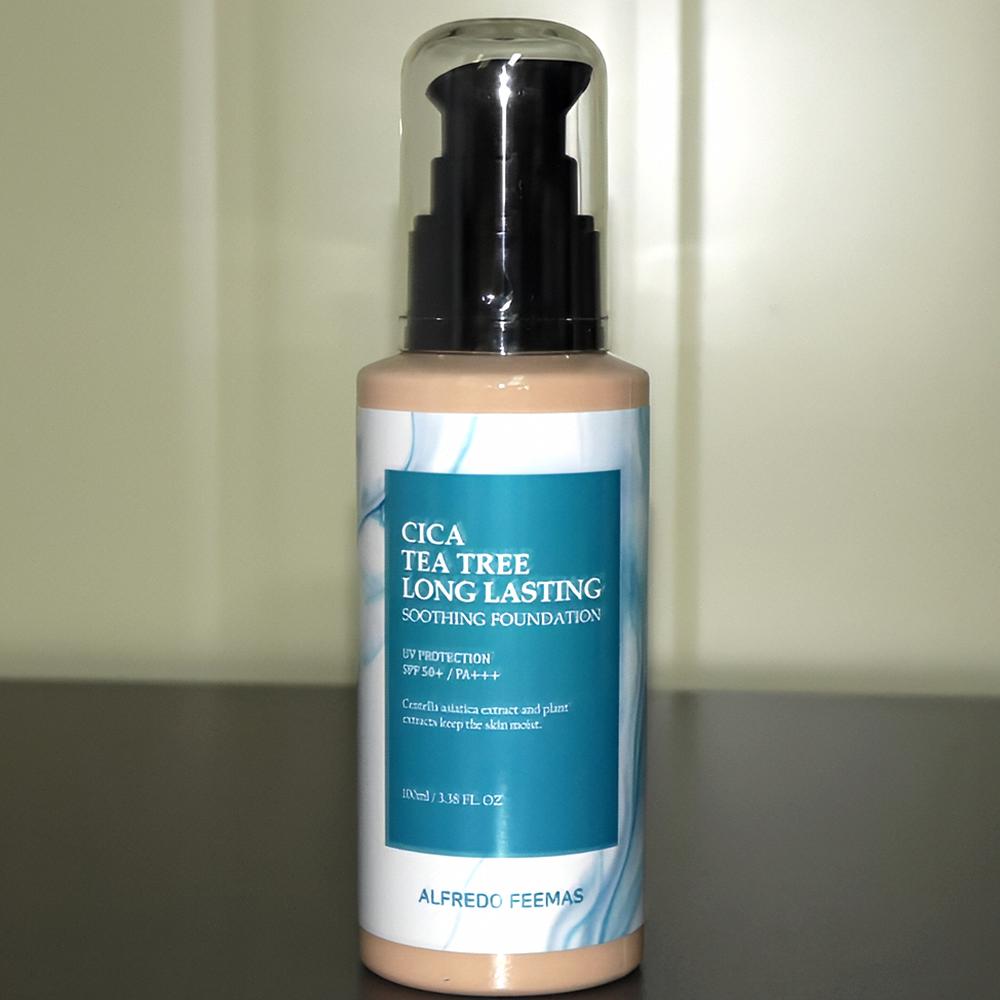 CICA
TEA TREE
LONG LASTING
SOOTHING FOUNDATION
UV PROTECTION
SPF 50+ / PA+++
Centella asiatica extract and plant
extracts keep the skin moist.
100ml / 3.38 FL. OZ
ALFREDO FEEMAS